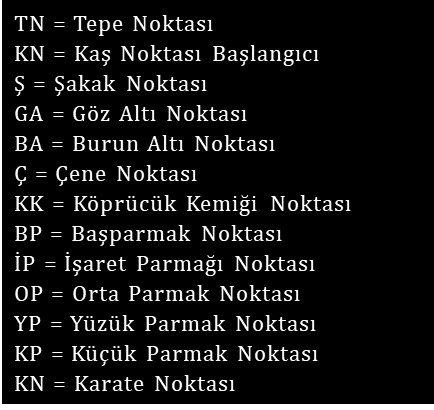 TN = Tepe Noktası
KN = Kaş Noktası Başlangıcı
Ş = Şakak Noktası
GA = Göz Altı Noktası
BA = Burun Altı Noktası
Ç = Çene Noktası
KK = Köprücük Kemiği Noktası
BP = Başparmak Noktası
İP = İşaret Parmağı Noktası
OP = Orta Parmak Noktası
YP = Yüzük Parmak Noktası
KP = Küçük Parmak Noktası
KN = Karate Noktası